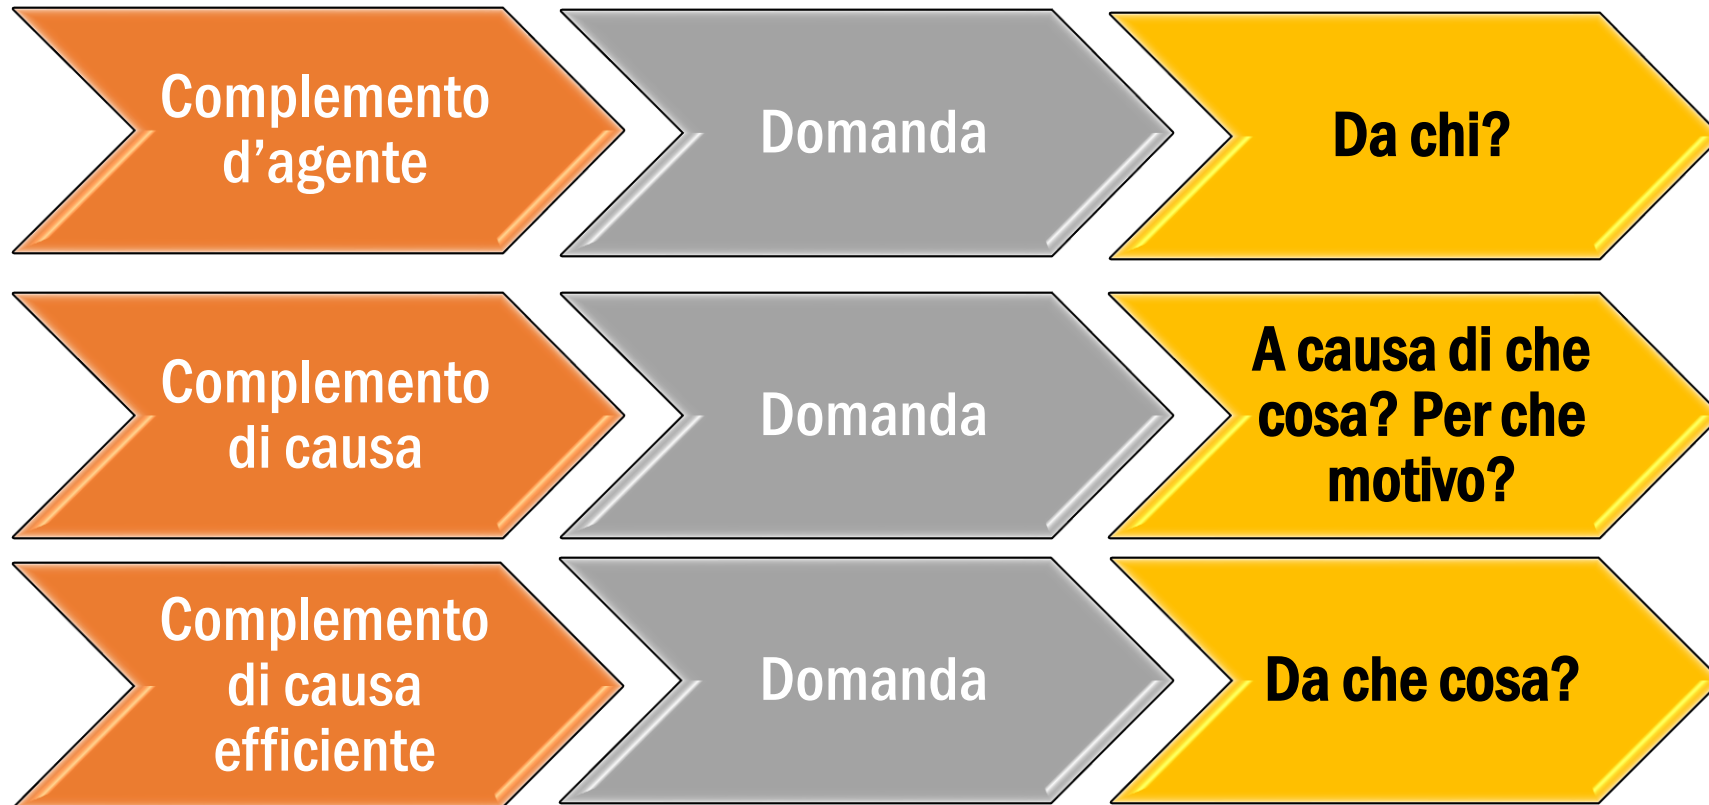 Complemento
d’agente
Domanda
Da chi?
Complemento
di causa
Domanda
A causa di che
cosa? Per che
motivo?
Complemento
di causa
efficiente
Domanda
Da che cosa?